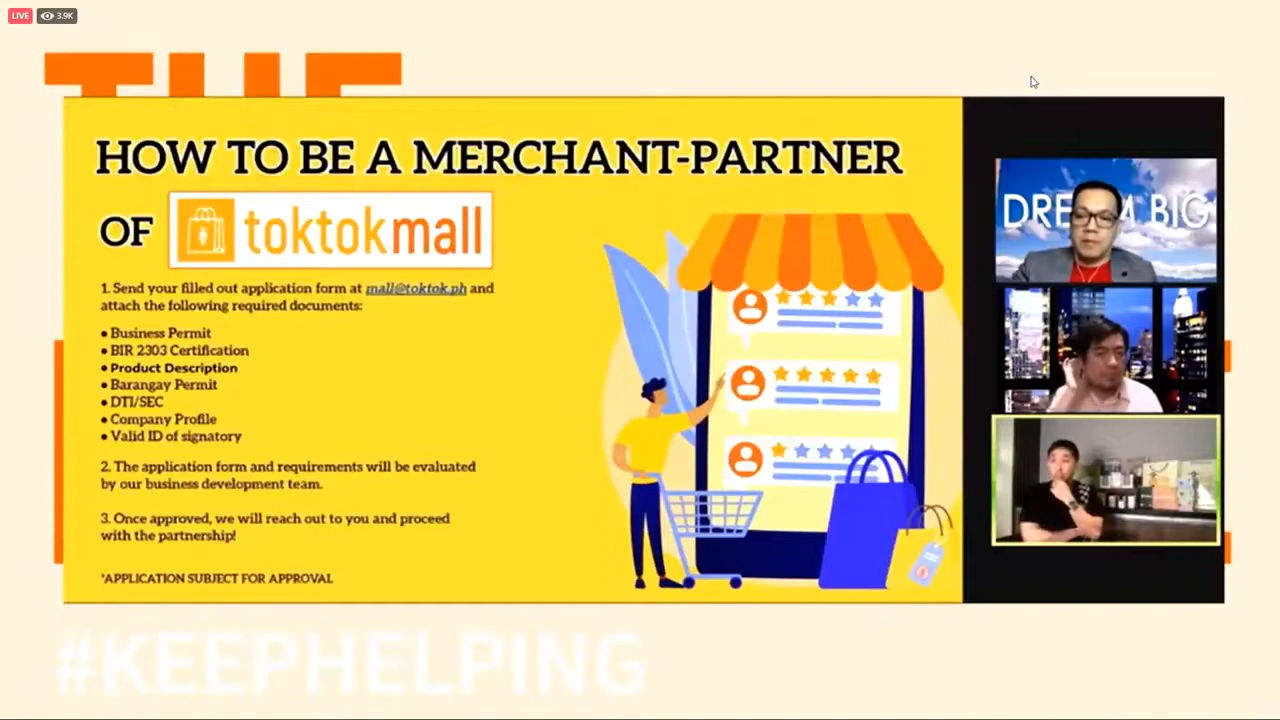 LIVE 3.9K
THE
HOW TO BE A MERCHANT-PARTNER
OF toktokmall
1. Send your filled out application form at mall@toktok.ph and
attach the following required documents:
• Business Permit
• BIR 2303 Certification
• Product Description
• Barangay Permit
• DTI/SEC
• Company Profile
• Valid ID of signatory
2. The application form and requirements will be evaluated
by our business development team.
3. Once approved, we will reach out to you and proceed
with the partnership!
*APPLICATION SUBJECT FOR APPROVAL
BIG
#KEEPHELPING